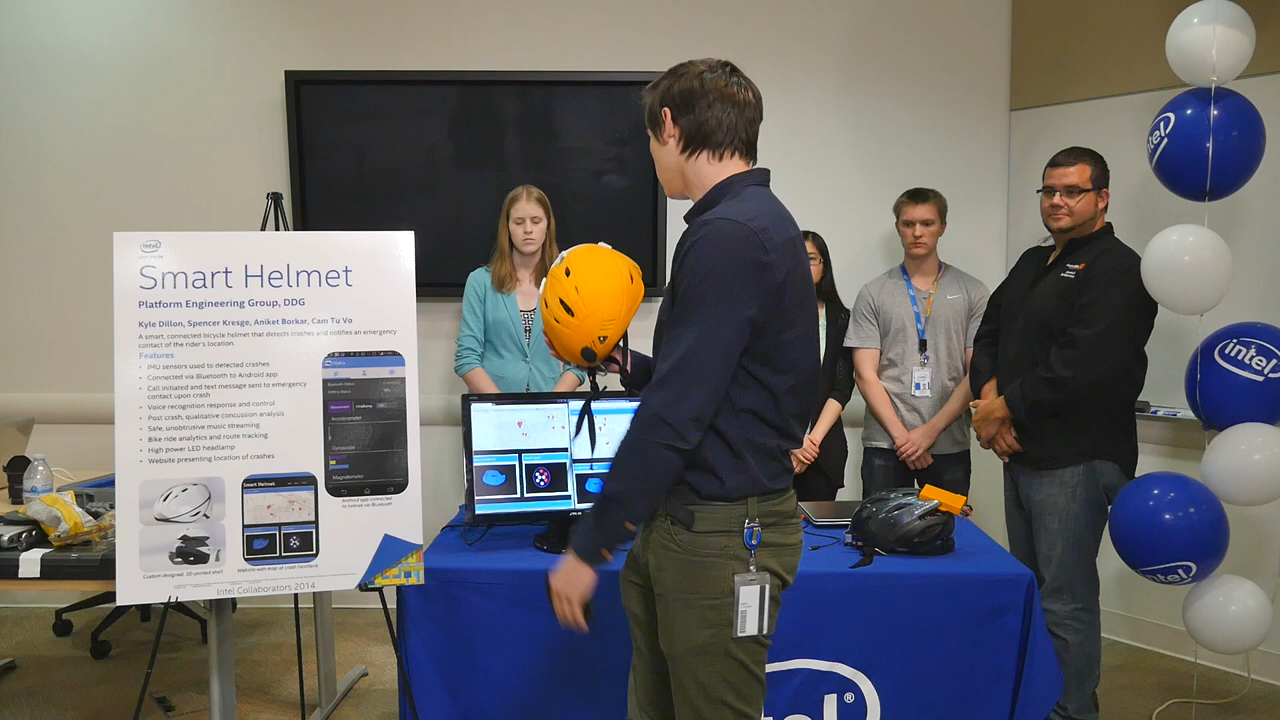 intel
Smart Helmet
Platform Engineering Group, DDG
Kyle Dillon, Spencer Kresge, Aniket Borkar, Cam Tu Vo
A smart, connected bicycle helmet that detects crashes and notifies an emergency
contact of the rider's location.
Features
IMU sensors used to detected crashes
Connected via Bluetooth to Android app
Call initiated and text message sent to emergency
contact upon crash
Voice recognition response and control
Post crash, qualitative concussion analysis
Safe, unobtrusive music streaming
Bike ride analytics and route tracking
High power LED headlamp
Website presenting location of crashes
Accelerometer
Gyroscope
Magnetometer
Android app connected
to helmet via Bluetooth
Smart Helmet
Custom designed, 3D-printed shell
Website with map of crash locations
Intel Collaborators 2014
intel
intel
intel
intel®